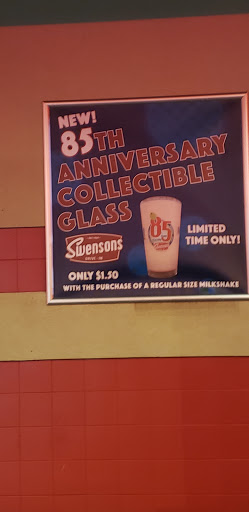 NEW!
85TH
ANNIVERSARY
COLLECTIBLE
GLASS
85
LIMITED
TIME ONLY!
Swensons
DRIVE-IN
ONLY $1.50
WITH THE PURCHASE OF A REGULAR SIZE MILKSHAKE